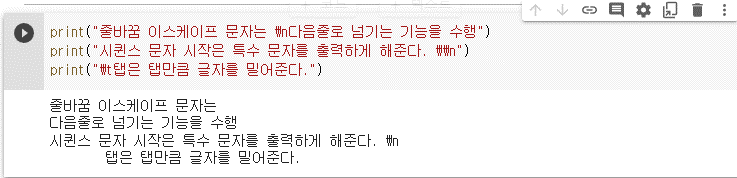 print("줄바꿈 이스케이프 문자는 ₩n다음줄로 넘기는 기능을 수행")
print("시퀀스 문자 시작은 특수 문자를 출력하게 해준다. ₩₩n")
print("₩t탭은 탭만큼 글자를 밀어준다.")
줄바꿈 이스케이프 문자는
다음줄로 넘기는 기능을 수행
시퀀스 문자 시작은 특수 문자를 출력하게 해준다. ₩n
탭은 탭만큼 글자를 밀어준다.